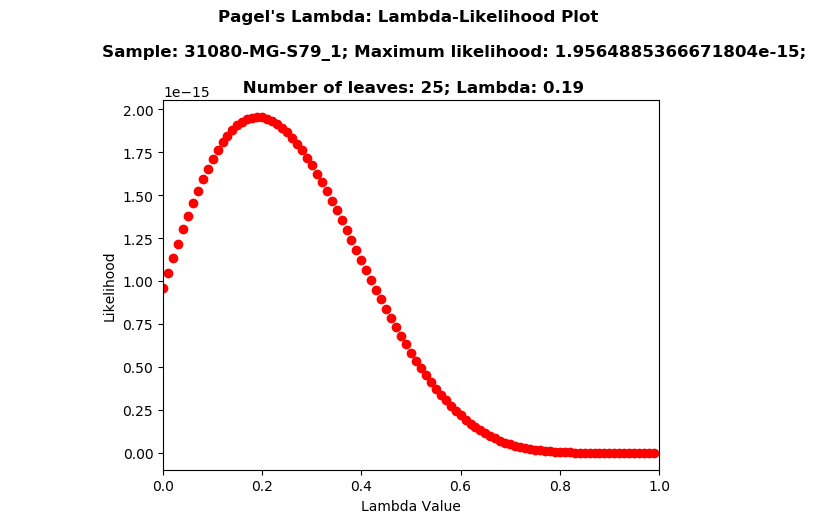 Pagel's Lambda: Lambda-Likelihood Plot
Sample: 31080-MG-S79_1; Maximum likelihood: 1.9564885366671804e-15;
Number of leaves: 25; Lambda: 0.19
1e−15
2.00
1.75
1.50
1.25
1.00
0.75
0.50
0.25
0.00
Likelihood
0.0 0.2 0.4 0.6 0.8 1.0
Lambda Value